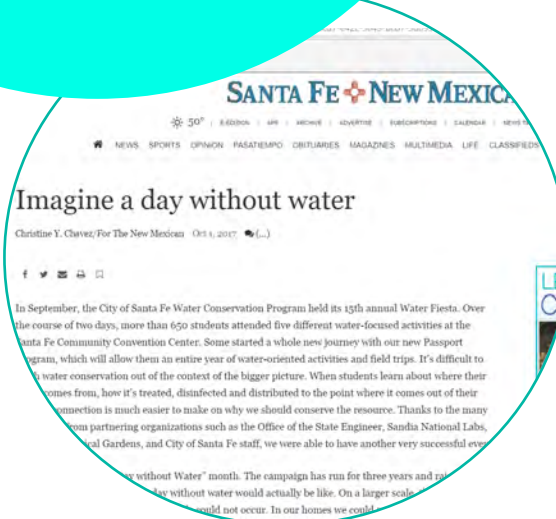 SANTA FE NEW MEXICA
50° | E-EDITION | APP | ARCHIVE | ADVERTISE | SUBSCRIPTIONS | CALENDAR |
NEWS SPORTS OPINION PASATIEMPO OBITUARIES MAGAZINES MULTIMEDIA LIFE CLASSIFIEDS
Imagine a day without water
Christine Y. Chavez/For The New Mexican Oct 1, 2017 (...)
In September, the City of Santa Fe Water Conservation Program held its 15th annual Water Fiesta. Over
the course of two days, more than 650 students attended five different water-focused activities at the
anta Fe Community Convention Center. Some started a whole new journey with our new Passport
ogram, which will allow them an entire year of water-oriented activities and field trips. It's difficult to
water conservation out of the context of the bigger picture. When students learn about where their
comes from, how it's treated, disinfected and distributed to the point where it comes out of their
onnection is much easier to make on why we should conserve the resource. Thanks to the many
from partnering organizations such as the Office of the State Engineer, Sandia National Labs,
ical Gardens, and City of Santa Fe staff, we were able to have another very successful even
y without Water" month. The campaign has run for three years and
day without water would actually be like. On a larger scale,
could not occur. In our homes we could